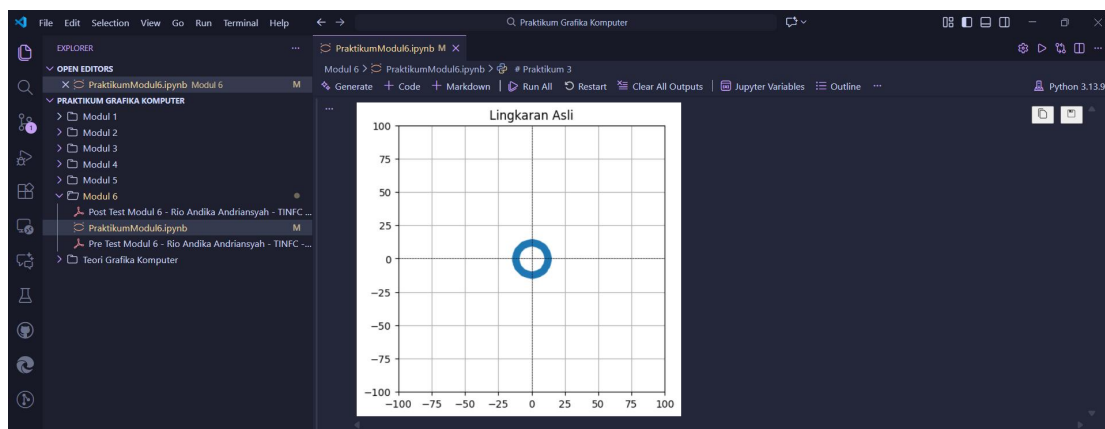 File Edit Selection View Go Run Terminal Help
Praktikum Grafika Komputer
EXPLORER
PraktikumModul6.ipynb M
OPEN EDITORS
Modul 6 > PraktikumModul6.ipynb > # Praktikum 3
PraktikumModul6.ipynb Modul 6 M
Generate + Code + Markdown | Run All Restart Clear All Outputs | Jupyter Variables Outline ...
Python 3.13.9
PRAKTIKUM GRAFIKA KOMPUTER
Modul 1
Modul 2
Modul 3
Modul 4
Modul 5
Modul 6
Post Test Modul 6 - Rio Andika Andriansyah - TINFC ...
PraktikumModul6.ipynb M
Pre Test Modul 6 - Rio Andika Andriansyah - TINFC -...
Teori Grafika Komputer
1
Lingkaran Asli
100
75
50
25
0
−25
−50
−75
−100
−100 −75 −50 −25 0 25 50 75 100